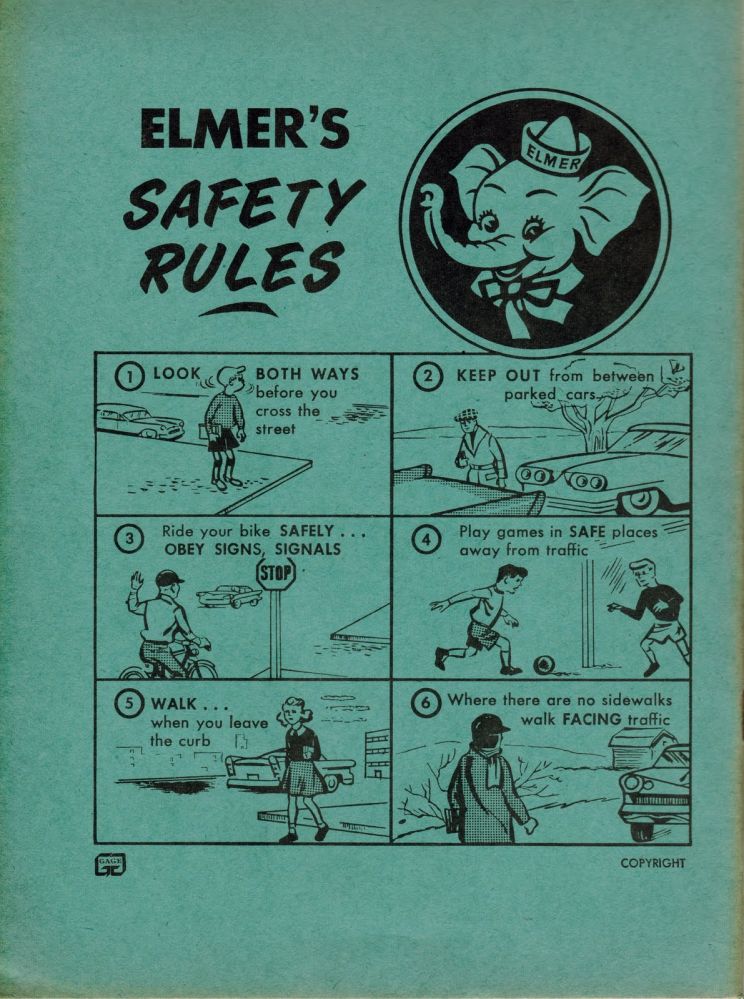 ELMER'S
SAFETY
RULES
ELMER
1 LOOK BOTH WAYS
before you
cross the
street
2 KEEP OUT from between
parked cars
3 Ride your bike SAFELY . . .
OBEY SIGNS, SIGNALS
STOP
4 Play games in SAFE places
away from traffic
5 WALK . . .
when you leave
the curb
6 Where there are no sidewalks
walk FACING traffic
GAGE
COPYRIGHT